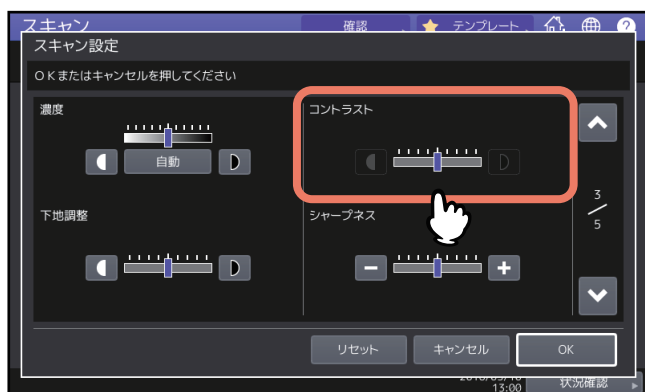 スキャン
確認
テンプレート
?
スキャン設定
OKまたはキャンセルを押してください
濃度
自動
コントラスト
下地調整
シャープネス
3
5
リセット
キャンセル
OK
13:00
状況確認